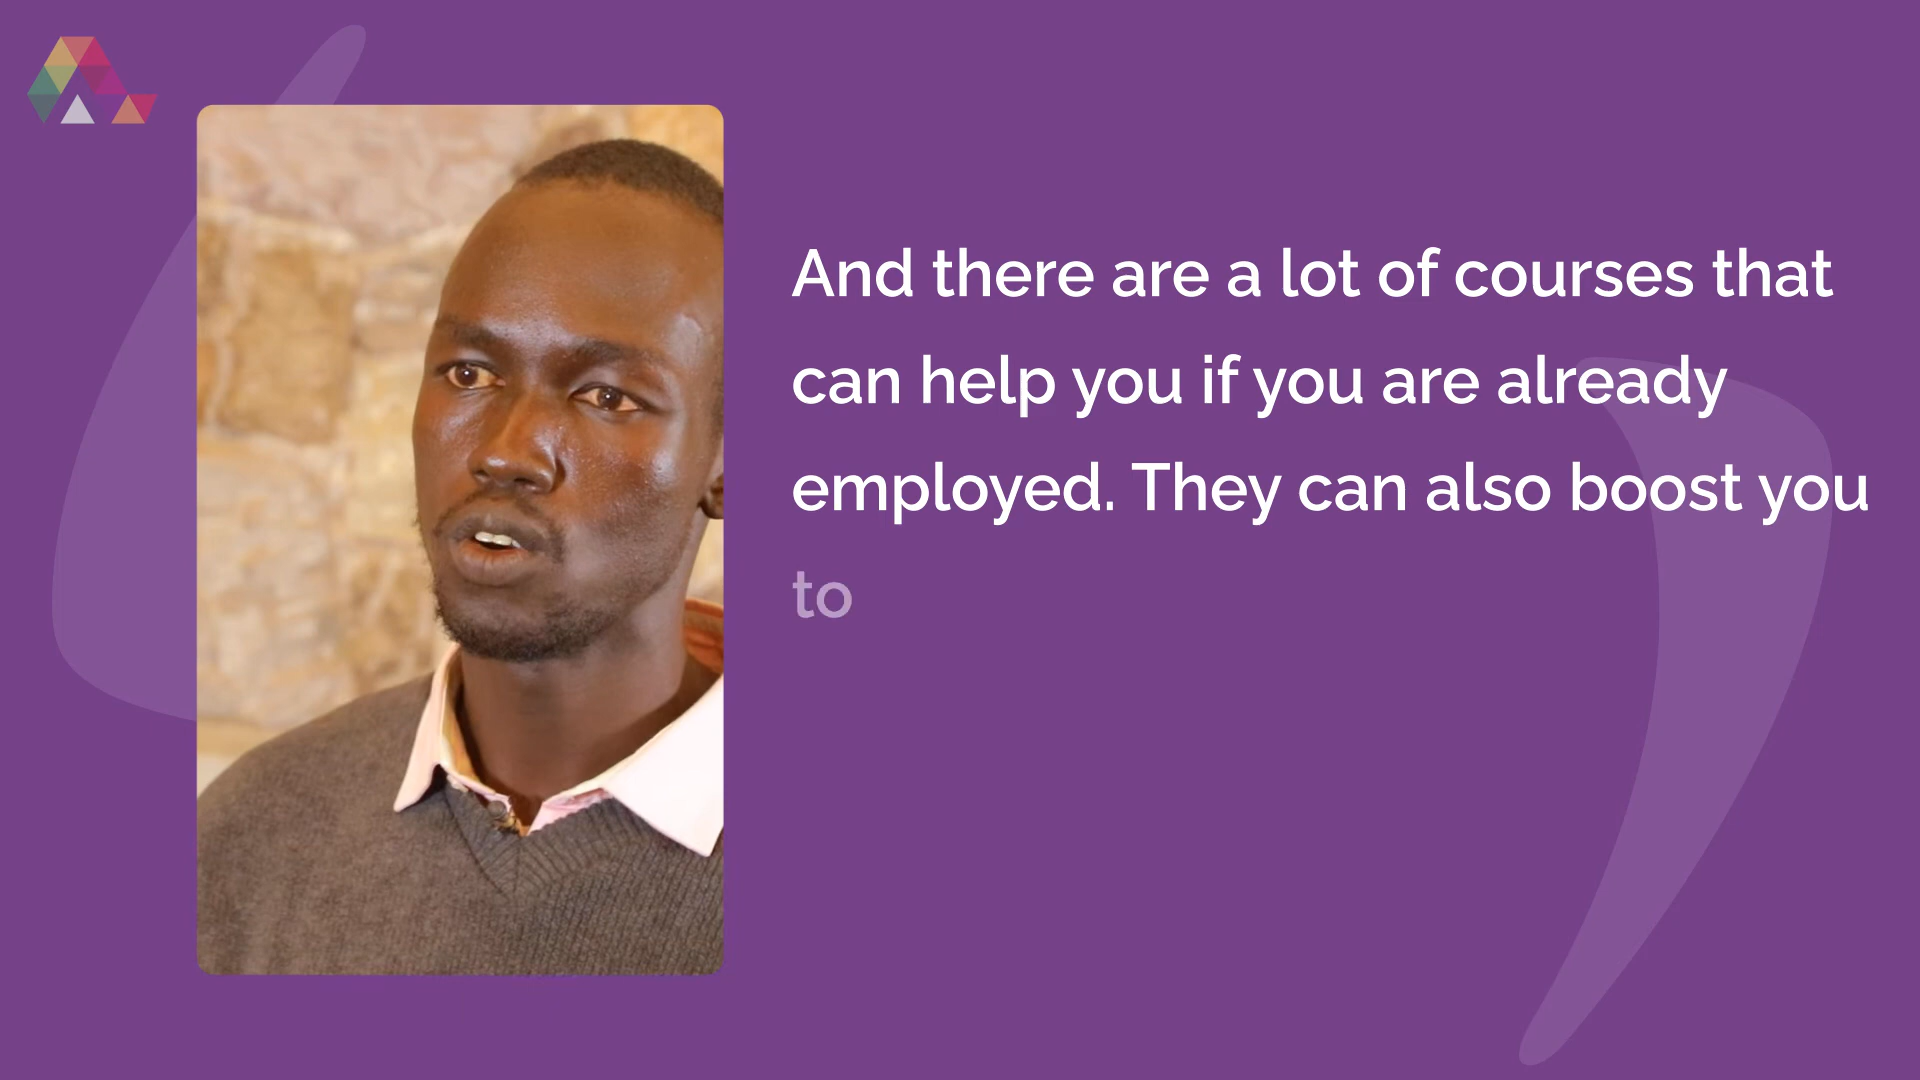 And there are a lot of courses that
can help you if you are already
employed. They can also boost you
to